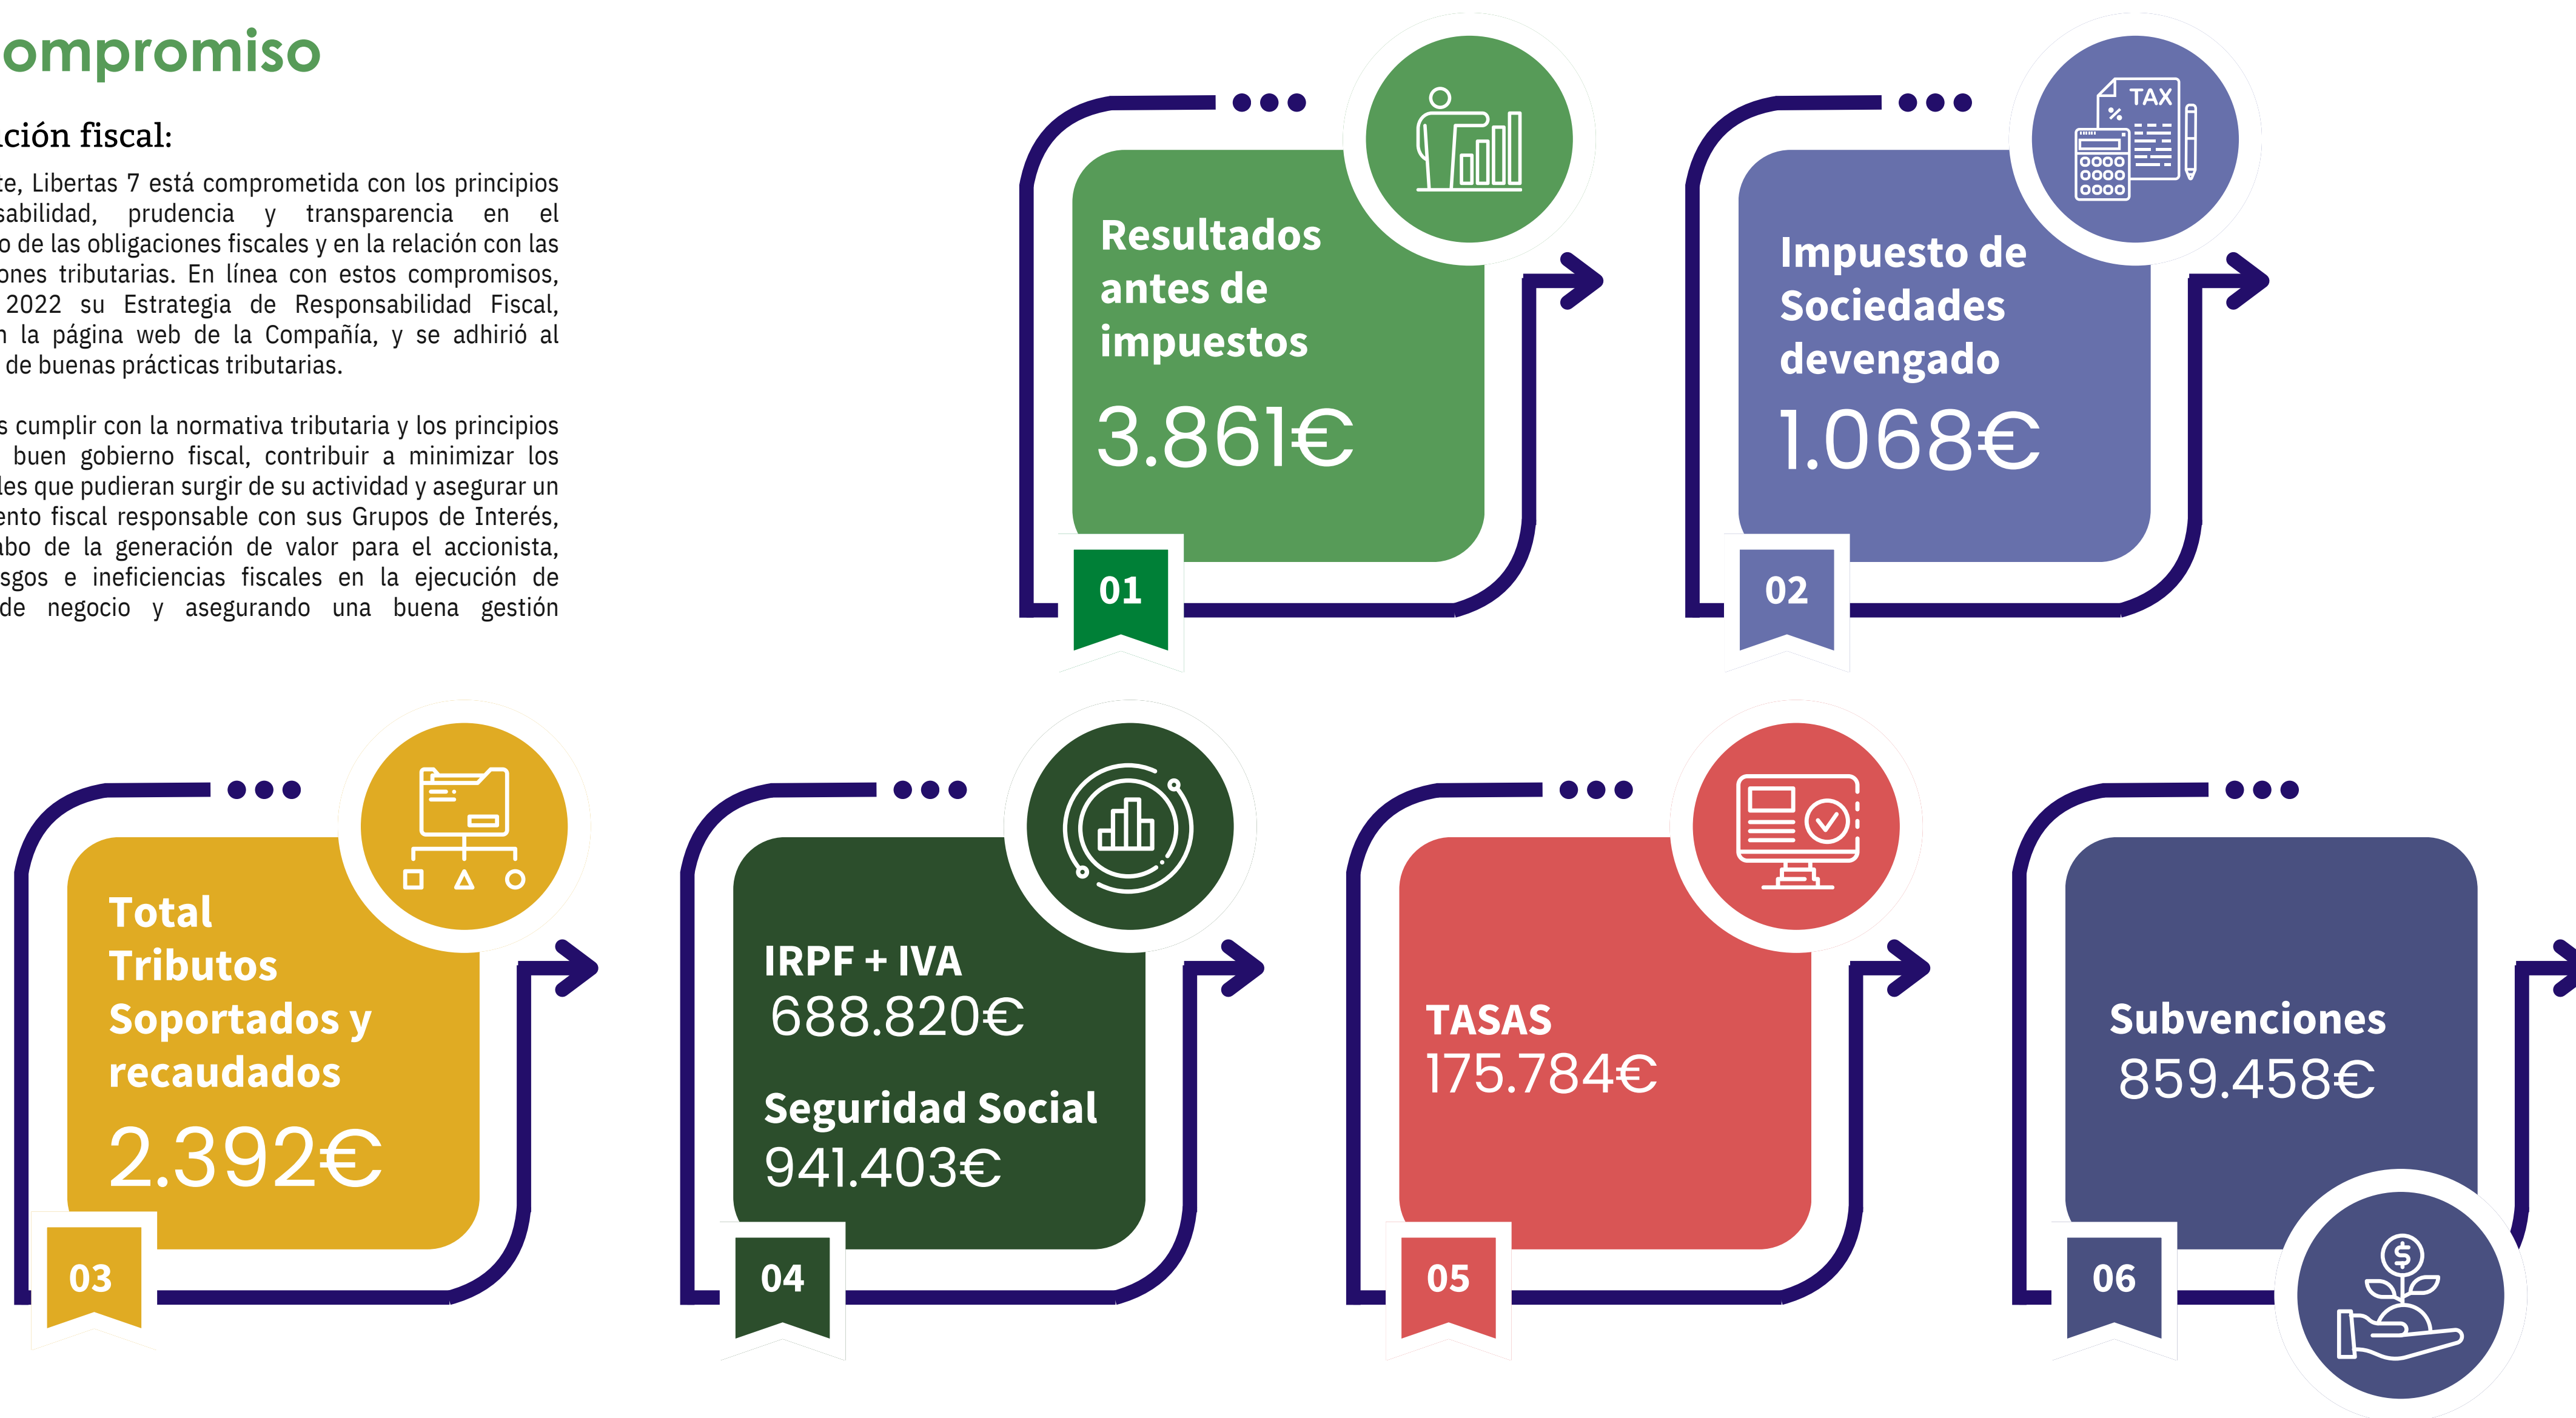 ompromiso
ción fiscal:
te, Libertas 7 está comprometida con los principios
sabilidad, prudencia y transparencia en el
o de las obligaciones fiscales y en la relación con las
ones tributarias. En línea con estos compromisos,
2022 su Estrategia de Responsabilidad Fiscal,
n la página web de la Compañía, y se adhirió al
de buenas prácticas tributarias.
s cumplir con la normativa tributaria y los principios
buen gobierno fiscal, contribuir a minimizar los
les que pudieran surgir de su actividad y asegurar un
ento fiscal responsable con sus Grupos de Interés,
abo de la generación de valor para el accionista,
sgos e ineficiencias fiscales en la ejecución de
de negocio y asegurando una buena gestión
Resultados
antes de
impuestos
3.861€
01
TAX
%
Impuesto de
Sociedades
devengado
1.068€
02
Total
Tributos
Soportados y
recaudados
2.392€
03
IRPF + IVA
688.820€
Seguridad Social
941.403€
04
TASAS
175.784€
05
Subvenciones
859.458€
$
06